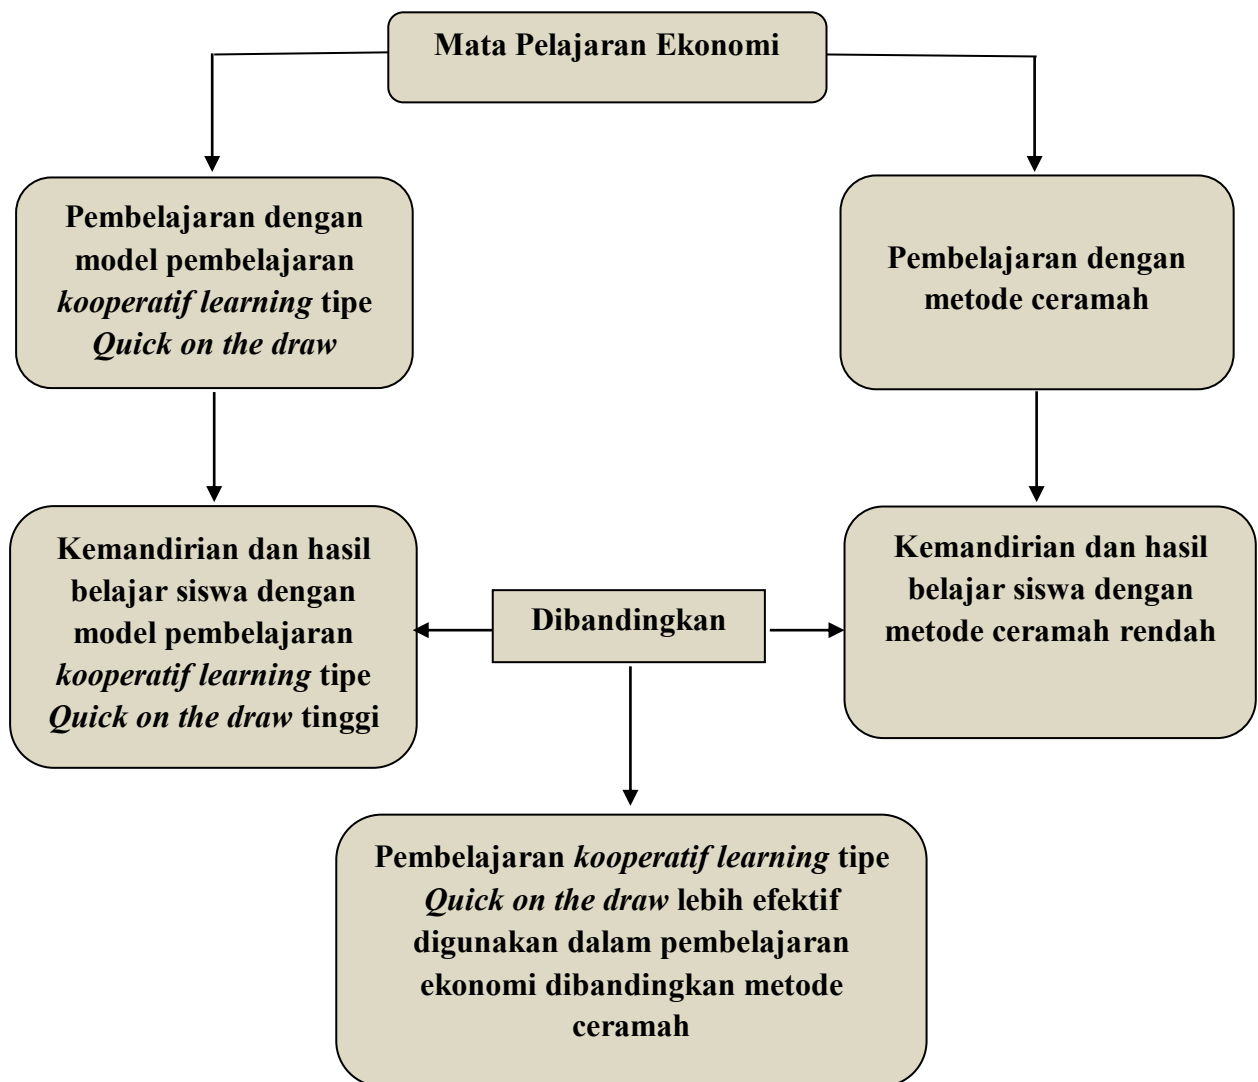 Mata Pelajaran Ekonomi
Pembelajaran dengan
model pembelajaran
kooperatif learning tipe
Quick on the draw
Pembelajaran dengan
metode ceramah
Kemandirian dan hasil
belajar siswa dengan
model pembelajaran
kooperatif learning tipe
Quick on the draw tinggi
Dibandingkan
Kemandirian dan hasil
belajar siswa dengan
metode ceramah rendah
Pembelajaran kooperatif learning tipe
Quick on the draw lebih efektif
digunakan dalam pembelajaran
ekonomi dibandingkan metode
ceramah